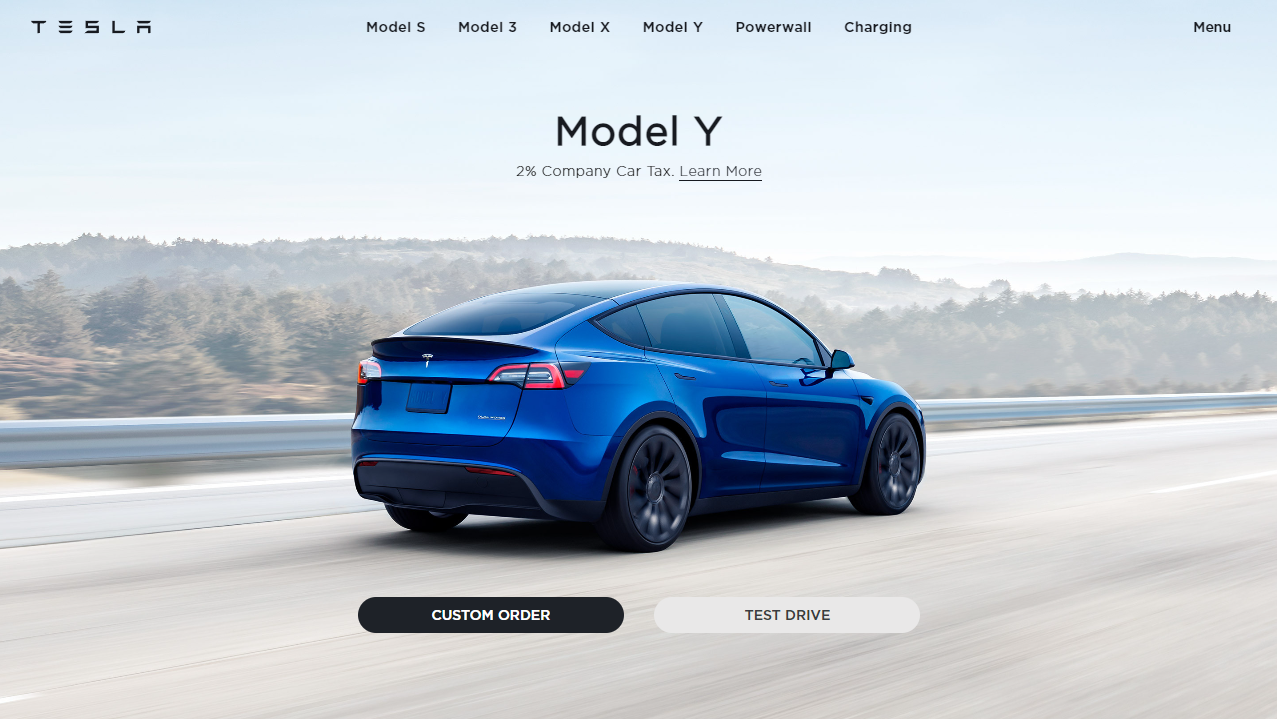 TESLA
Model S Model 3 Model X Model Y Powerwall Charging Menu
Model Y
2% Company Car Tax. Learn More
CUSTOM ORDER TEST DRIVE